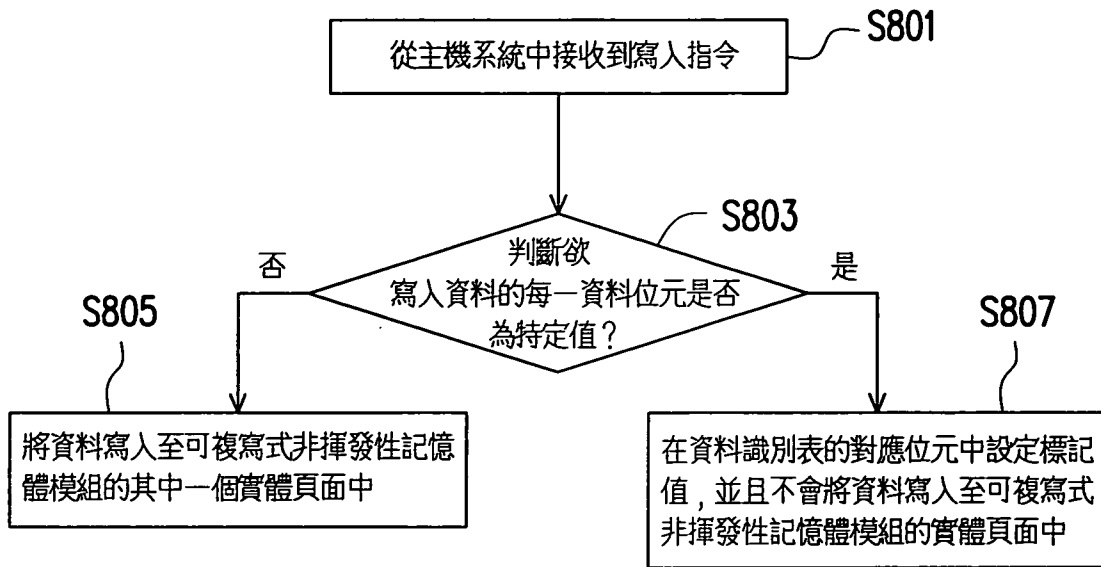 S801
從主機系統中接收到寫入指令
S803
判斷欲
寫入資料的每一資料位元是否
為特定值？
否
是
S805
S807
將資料寫入至可複寫式非揮發性記憶
體模組的其中一個實體頁面中
在資料識別表的對應位元中設定標記
值，並且不會將資料寫入至可複寫式
非揮發性記憶體模組的實體頁面中